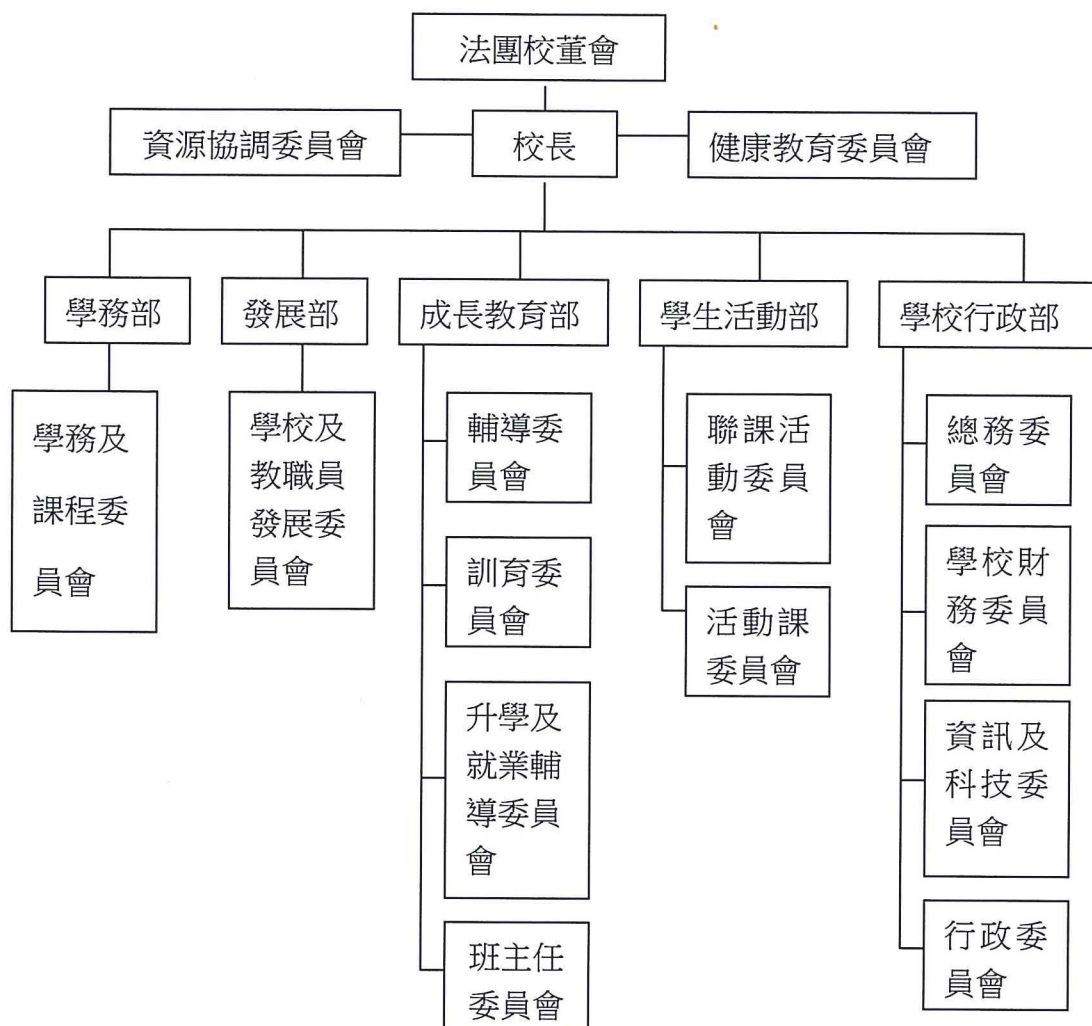 法團校董會
資源協調委員會
校長
健康教育委員會
學務部
發展部
成長教育部
學生活動部
學校行政部
學務及
課程委
員會
學校及
教職員
發展委
員會
輔導委
員會
訓育委
員會
升學及
就業輔
導委員
會
班主任
委員會
聯課活
動委員
會
活動課
委員會
總務委
員會
學校財
務委員
會
資訊及
科技委
員會
行政委
員會